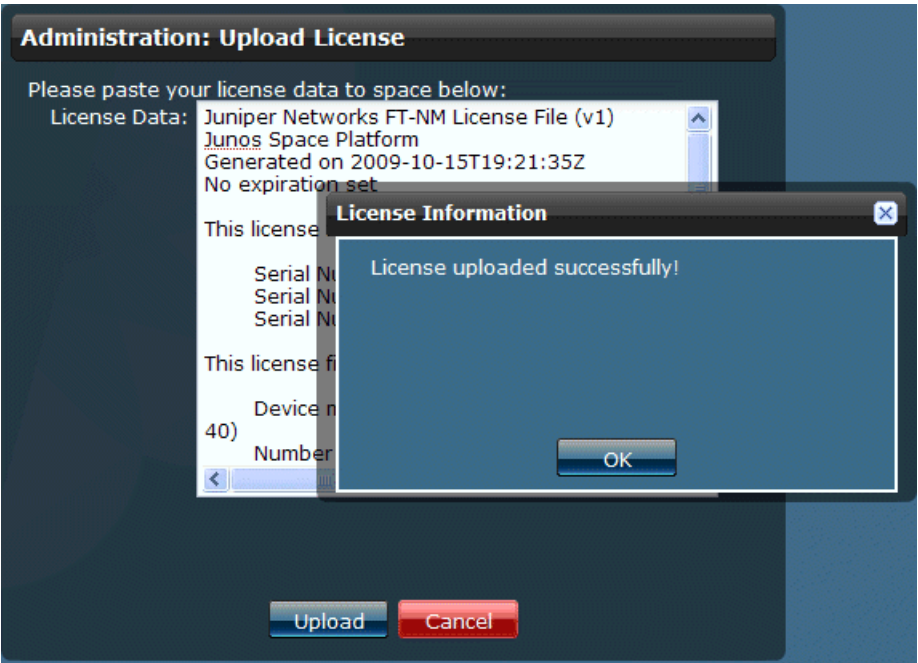 Administration: Upload License
Please paste your license data to space below:
License Data:
Juniper Networks FT-NM License File (v1)
Junos Space Platform
Generated on 2009-10-15T19:21:35Z
No expiration set
This license
Serial
Serial
Serial
This license
Device
40)
Number
License Information
License uploaded successfully!
OK
Upload
Cancel